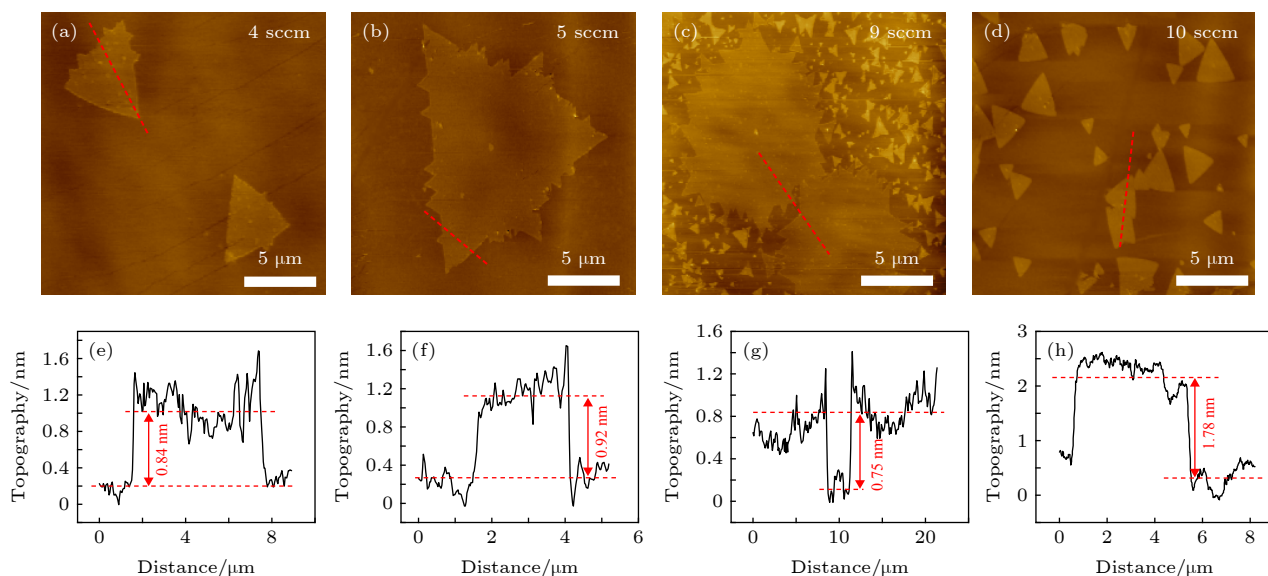 (a) 4 sccm
5 μm
(b) 5 sccm
5 μm
(c) 9 sccm
5 μm
(d) 10 sccm
5 μm
(e)
Topography/nm
1.6
1.2
0.8
0.4
0
0.84 nm
0 2 4 6 8
Distance/μm
(f)
Topography/nm
1.6
1.2
0.8
0.4
0
0.92 nm
0 2 4 6
Distance/μm
(g)
Topography/nm
1.6
1.2
0.8
0.4
0
0.75 nm
0 5 10 15 20
Distance/μm
(h)
Topography/nm
3
2
1
0
1.78 nm
0 2 4 6 8
Distance/μm